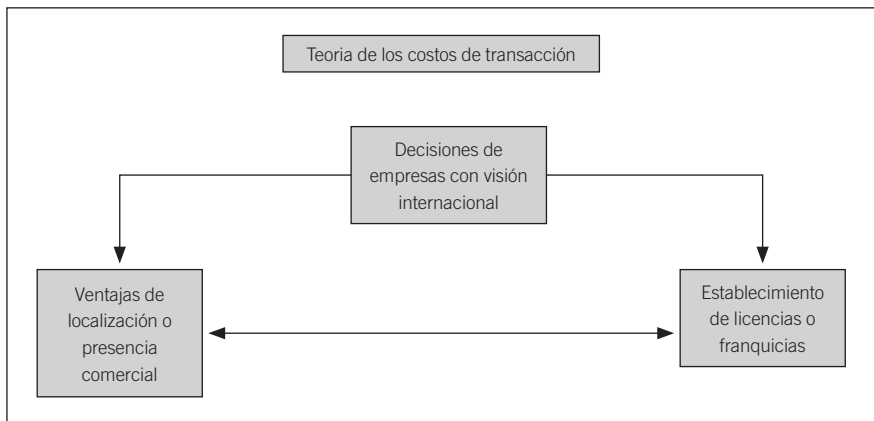 Teoria de los costos de transacción
Decisiones de
empresas con visión
internacional
Ventajas de
localización o
presencia
comercial
Establecimiento
de licencias o
franquicias